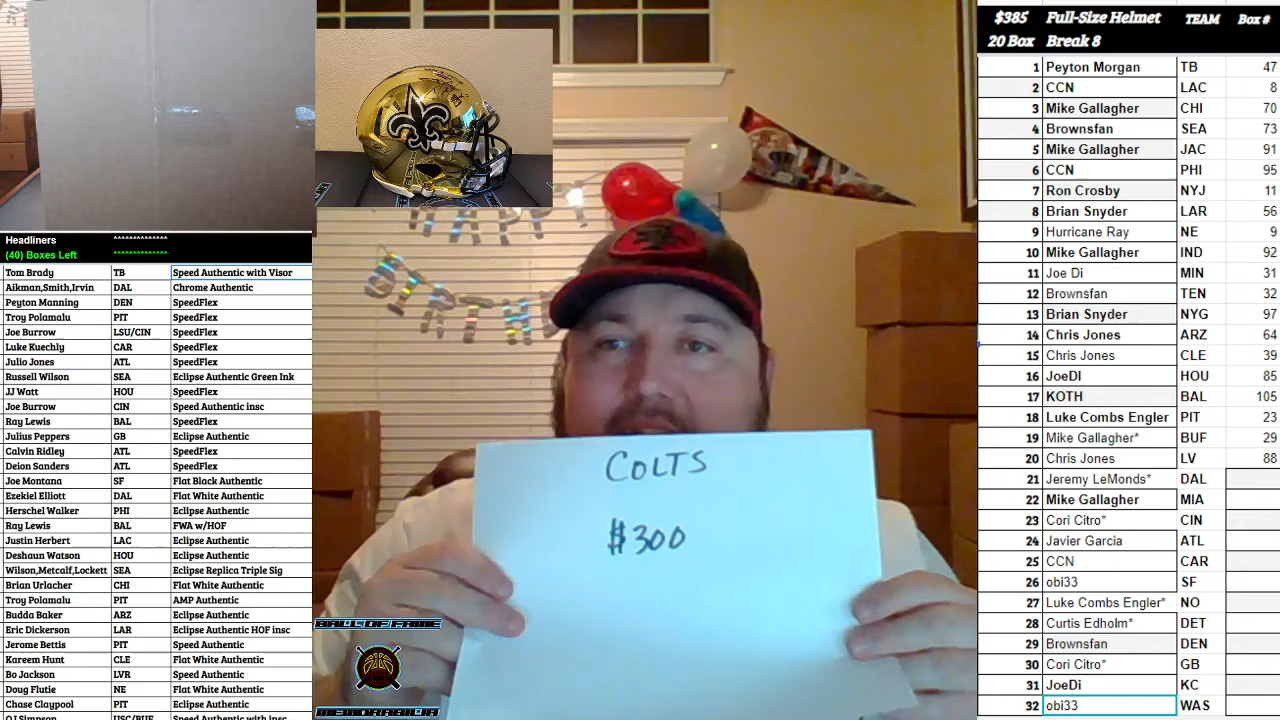 Headliners **************
(40) Boxes Left **************
Tom Brady TB Speed Authentic with Visor
Aikman,Smith,Irvin DAL Chrome Authentic
Peyton Manning DEN SpeedFlex
Troy Polamalu PIT SpeedFlex
Joe Burrow LSU/CIN SpeedFlex
Luke Kuechly CAR SpeedFlex
Julio Jones ATL SpeedFlex
Russell Wilson SEA Eclipse Authentic Green Ink
JJ Watt HOU SpeedFlex
Joe Burrow CIN Speed Authentic insc
Ray Lewis BAL SpeedFlex
Julius Peppers GB Eclipse Authentic
Calvin Ridley ATL SpeedFlex
Deion Sanders ATL SpeedFlex
Joe Montana SF Flat Black Authentic
Ezekiel Elliott DAL Flat White Authentic
Herschel Walker PHI Eclipse Authentic
Ray Lewis BAL FWA w/HOF
Justin Herbert LAC Eclipse Authentic
Deshaun Watson HOU Eclipse Authentic
Wilson,Metcalf,Lockett SEA Eclipse Replica Triple Sig
Brian Urlacher CHI Flat White Authentic
Troy Polamalu PIT AMP Authentic
Budda Baker ARZ Eclipse Authentic
Eric Dickerson LAR Eclipse Authentic HOF insc
Jerome Bettis PIT Speed Authentic
Kareem Hunt CLE Flat White Authentic
Bo Jackson LVR Speed Authentic
Doug Flutie NE Flat White Authentic
Chase Claypool PIT Eclipse Authentic
OJ Simpson USC/BUF Speed Authentic with insc
HAPPY
BIRTH
COLTS
$300
BALL OF FAME
MEMORABILIA
$385 Full-Size Helmet TEAM Box #
20 Box Break 8
1 Peyton Morgan TB 47
2 CCN LAC 8
3 Mike Gallagher CHI 70
4 Brownsfan SEA 73
5 Mike Gallagher JAC 91
6 CCN PHI 95
7 Ron Crosby NYJ 11
8 Brian Snyder LAR 56
9 Hurricane Ray NE 9
10 Mike Gallagher IND 92
11 Joe Di MIN 31
12 Brownsfan TEN 32
13 Brian Snyder NYG 97
14 Chris Jones ARZ 64
15 Chris Jones CLE 39
16 JoeDI HOU 85
17 KOTH BAL 105
18 Luke Combs Engler PIT 23
19 Mike Gallagher* BUF 29
20 Chris Jones LV 88
21 Jeremy LeMonds* DAL
22 Mike Gallagher MIA
23 Cori Citro* CIN
24 Javier Garcia ATL
25 CCN CAR
26 obi33 SF
27 Luke Combs Engler* NO
28 Curtis Edholm* DET
29 Brownsfan DEN
30 Cori Citro* GB
31 JoeDi KC
32 obi33 WAS